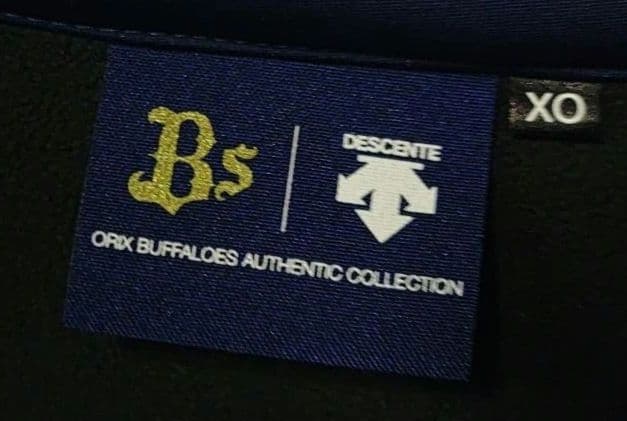 Bs
DESCENTE
XO
ORIX BUFFALOES AUTHENTIC COLLECTION